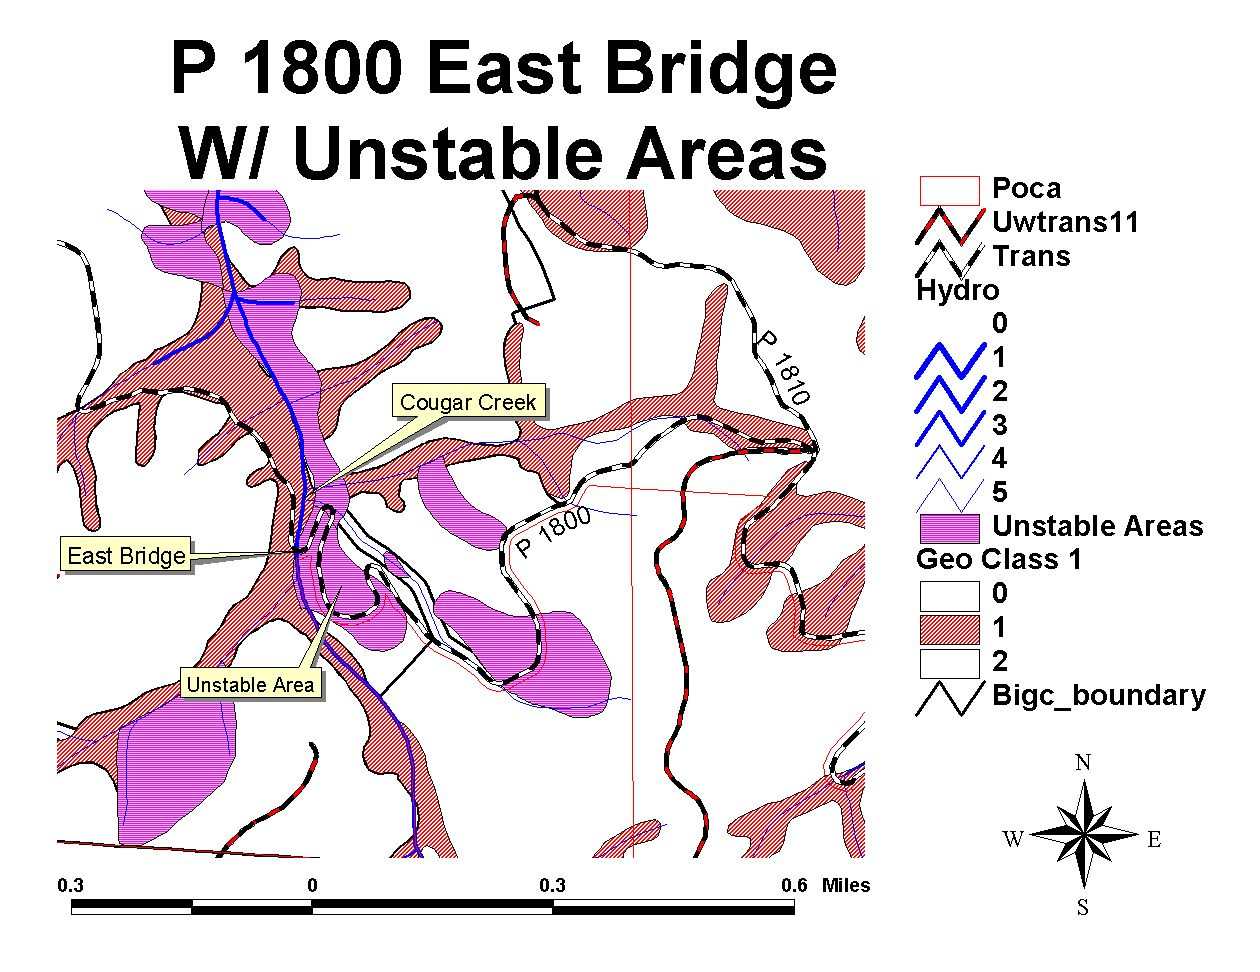 P 1800 East Bridge
W/ Unstable Areas
Poca
Uwtrans11
Trans
Hydro
0
1
2
3
4
5
Unstable Areas
Geo Class 1
0
1
2
Bigc_boundary
P 1810
Cougar Creek
P 1800
East Bridge
Unstable Area
N
W E
S
0.3 0 0.3 0.6 Miles